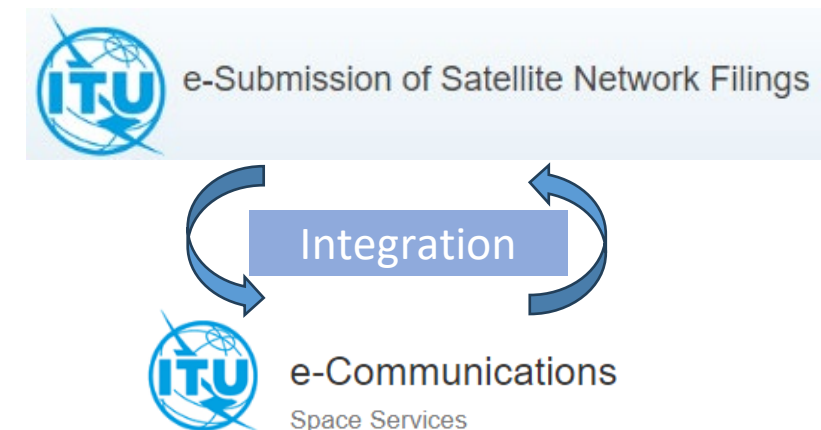 ITU
e-Submission of Satellite Network Filings
Integration
ITU
e-Communications
Space Services